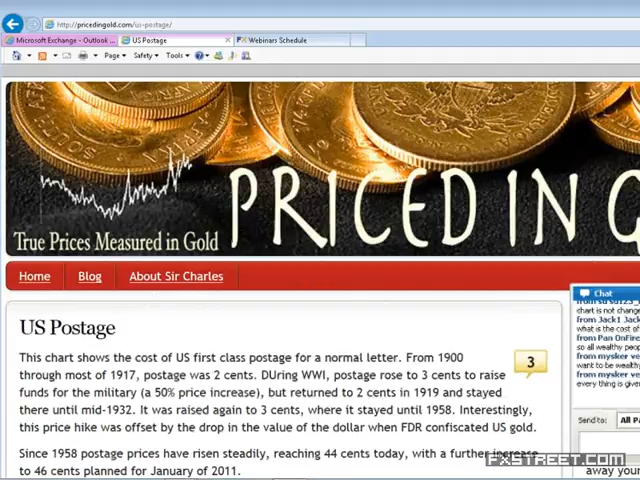 http://pricedingold.com/us-postage/
Microsoft Exchange - Outlook ...
US Postage
Webinars Schedule
Page
Safety
Tools
PRICED IN G
True Prices Measured in Gold
Home
Blog
About Sir Charles
Chat
chart is not change
from Jack1 Jack
what is the cost of
from Pan OnFire
so all wealthy peop
from mysker ve
want to be wealthy
from mysker ver
every thing is give
US Postage
3
This chart shows the cost of US first class postage for a normal letter. From 1900
through most of 1917, postage was 2 cents. DUring WWI, postage rose to 3 cents to raise
funds for the military (a 50% price increase), but returned to 2 cents in 1919 and stayed
there until mid-1932. It was raised again to 3 cents, where it stayed until 1958. Interestingly,
this price hike was offset by the drop in the value of the dollar when FDR confiscated US gold.
Send to:
All P
Since 1958 postage prices have risen steadily, reaching 44 cents today, with a further increase
to 46 cents planned for January of 2011.
FXSTREET.COM
away your